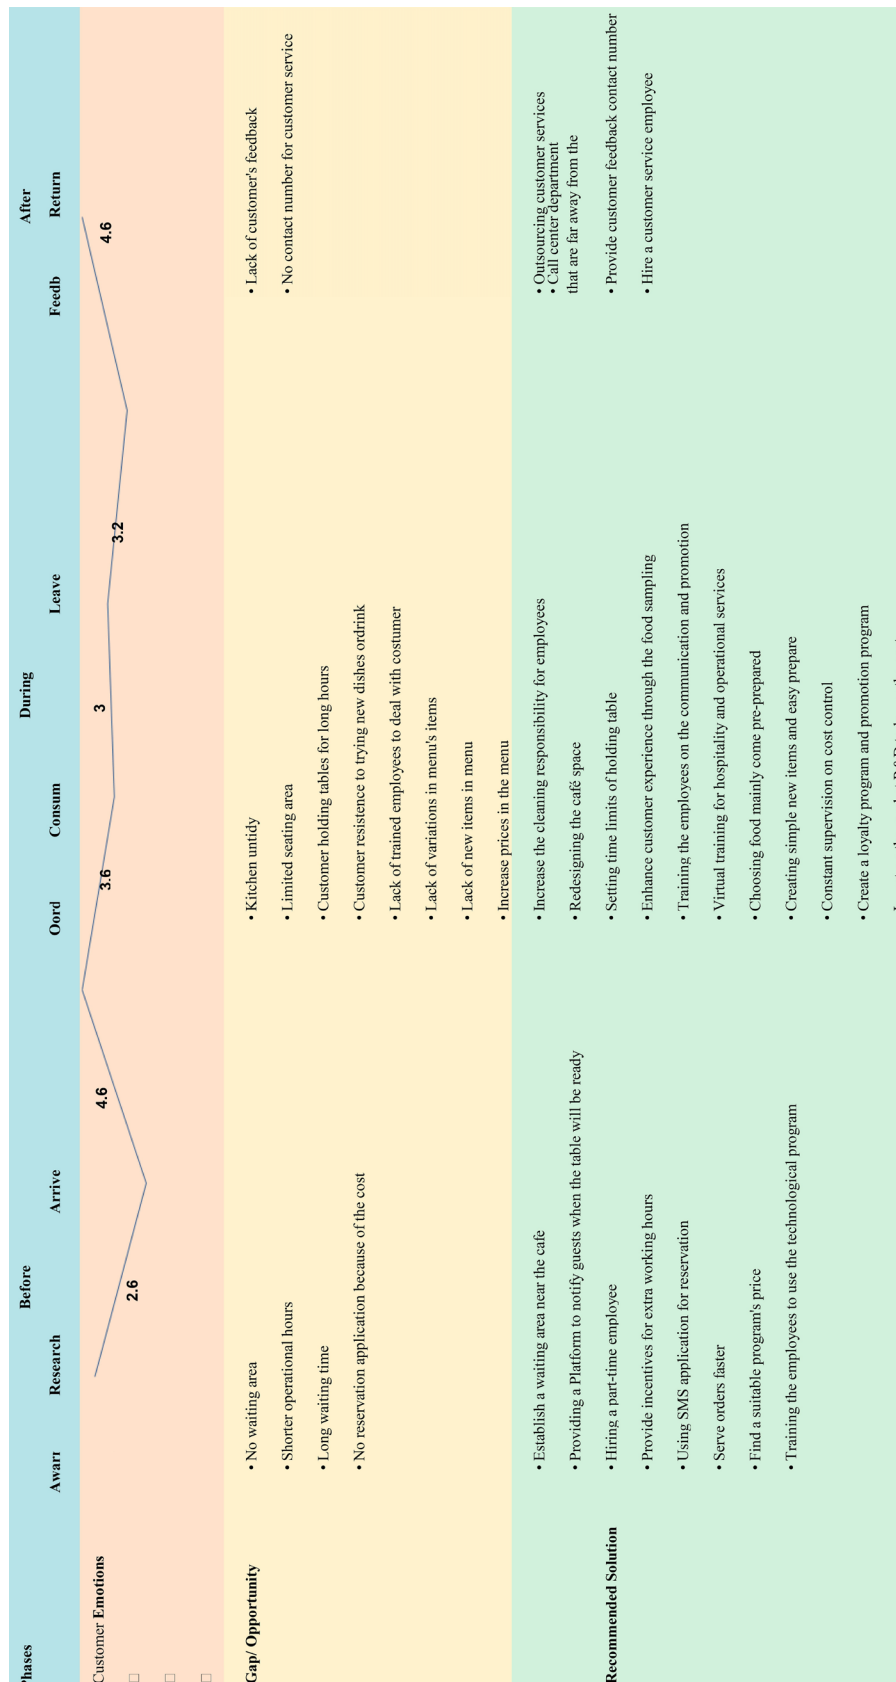 hases
Before
During
After
Awar
Research
Arrive
Oord
Consum
Leave
Feedb
Return
Customer Emotions
2.6
4.6
3.6
3
3.2
4.6
Gap/ Opportunity
• No waiting area
• Shorter operational hours
• Long waiting time
• No reservation application because of the cost
• Kitchen untidy
• Limited seating area
• Customer holding tables for long hours
• Customer resistence to trying new dishes ordrink
• Lack of trained employees to deal with costumer
• Lack of variations in menu's items
• Lack of new items in menu
• Increase prices in the menu
• Lack of customer's feedback
• No contact number for customer service
Recommended Solution
• Establish a waiting area near the cafe
• Providing a Platform to notify guests when the table will be ready
• Hiring a part-time employee
• Provide incentives for extra working hours
• Using SMS application for reservation
• Serve orders faster
• Find a suitable program's price
• Training the employees to use the technological program
• Increase the cleaning responsibility for employees
• Redesigning the café space
• Setting time limits of holding table
• Enhance customer experience through the food sampling
• Training the employees on the communication and promotion
• Virtual training for hospitality and operational services
• Choosing food mainly come pre-prepared
• Creating simple new items and easy prepare
• Constant supervision on cost control
• Create a loyalty program and promotion program
• Outsourcing customer services
• Call center department
that are far away from the
• Provide customer feedback contact number
• Hire a customer service employee